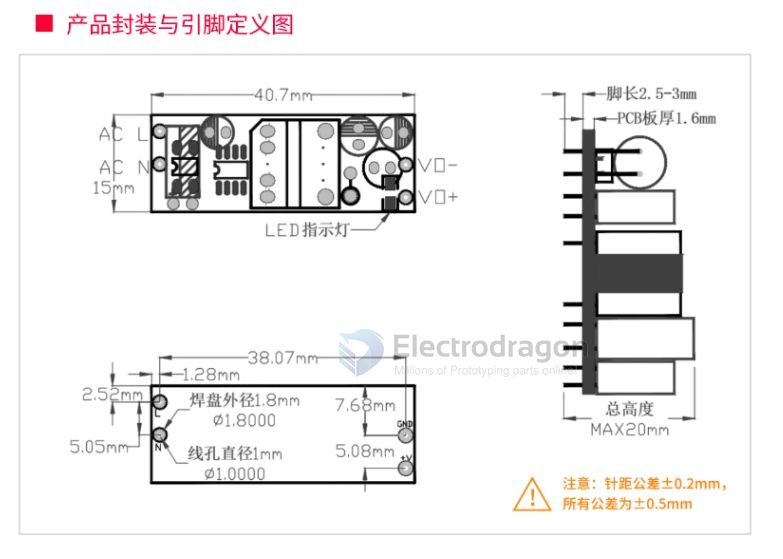 产品封装与引脚定义图
40.7mm
脚长2.5-3mm
PCB板厚1.6mm
AC L
AC N
15mm
VO-
VO+
LED指示灯
Electrodragon
Millions of Prototyping parts online!
38.07mm
1.28mm
2.52mm
焊盘外径1.8mm
ø1.8000
7.68mm
L
GND
5.05mm
N
线孔直径1mm
ø1.0000
5.08mm
+V
总高度
MAX20mm
注意：针距公差±0.2mm，
所有公差为±0.5mm